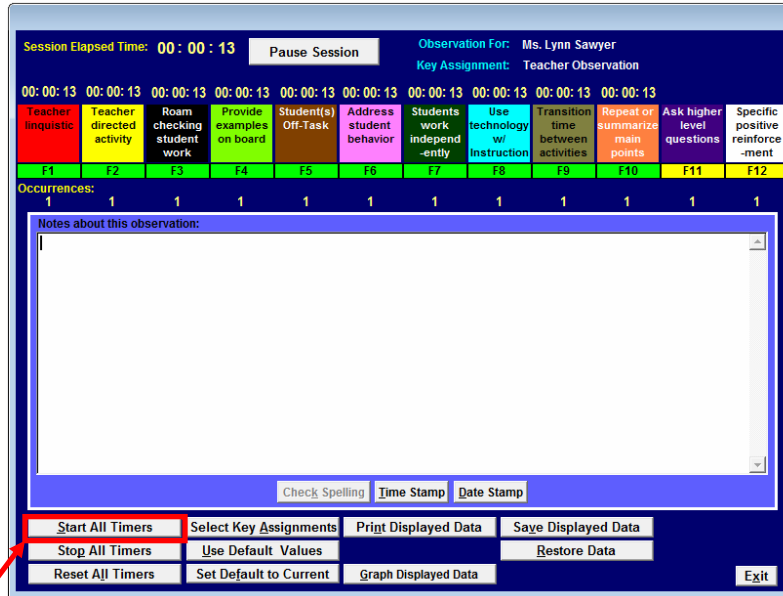 Session Elapsed Time: 00: 00 : 13 Pause Session Observation For: Ms. Lynn Sawyer
Key Assignment: Teacher Observation
00: 00: 13 00: 00: 13 00: 00: 13 00: 00: 13 00: 00: 13 00: 00: 13 00: 00: 13 00: 00: 13 00: 00: 13 00: 00: 13
Teacher linquistic
Teacher directed activity
Roam checking student work
Provide examples on board
Student(s) Off-Task
Address student behavior
Students work independ -ently
Use technology w/ Instruction
Transition time between activities
Repeat or summarize main points
Ask higher level questions
Specific positive reinforce -ment
F1 F2 F3 F4 F5 F6 F7 F8 F9 F10 F11 F12
Occurrences:
1 1 1 1 1 1 1 1 1 1 1 1
Notes about this observation:
Check Spelling Time Stamp Date Stamp
Start All Timers Select Key Assignments Print Displayed Data Save Displayed Data
Stop All Timers Use Default Values Restore Data
Reset All Timers Set Default to Current Graph Displayed Data Exit